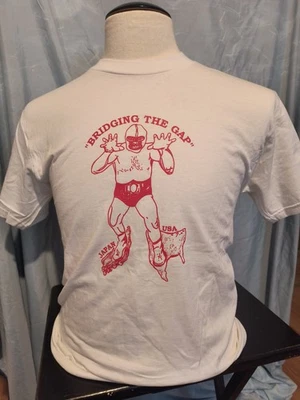 "BRIDGING THE GAP"
JAPAN
USA